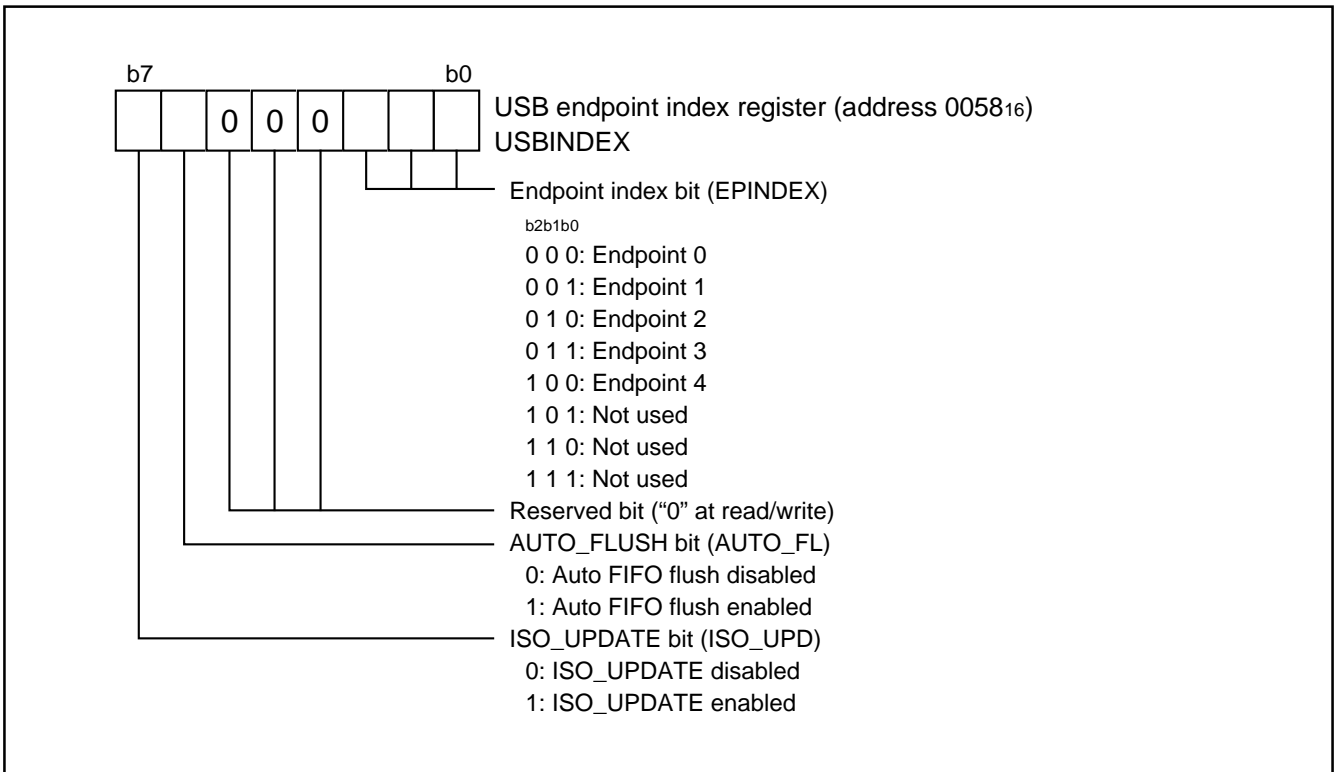 b7 b0
0 0 0
USB endpoint index register (address 005816)
USBINDEX
Endpoint index bit (EPINDEX)
b2b1b0
0 0 0: Endpoint 0
0 0 1: Endpoint 1
0 1 0: Endpoint 2
0 1 1: Endpoint 3
1 0 0: Endpoint 4
1 0 1: Not used
1 1 0: Not used
1 1 1: Not used
Reserved bit (“0” at read/write)
AUTO_FLUSH bit (AUTO_FL)
0: Auto FIFO flush disabled
1: Auto FIFO flush enabled
ISO_UPDATE bit (ISO_UPD)
0: ISO_UPDATE disabled
1: ISO_UPDATE enabled